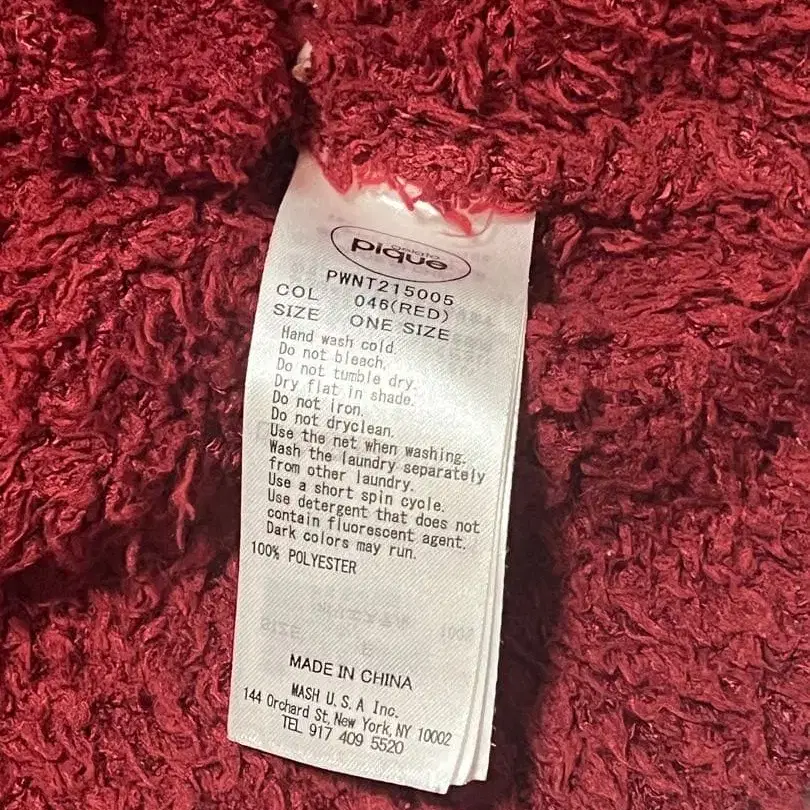 gelato
pique
PWNT215005
COL 046(RED)
SIZE ONE SIZE
Hand wash cold.
Do not bleach.
Do not tumble dry.
Dry flat in shade.
Do not iron.
Do not dryclean.
Use the net when washing.
Wash the laundry separately
from other laundry.
Use a short spin cycle.
Use detergent that does not
contain fluorescent agent.
Dark colors may run.
100% POLYESTER
MADE IN CHINA
MASH U.S.A Inc.
144 Orchard St, New York, NY 10002
TEL 917 409 5520